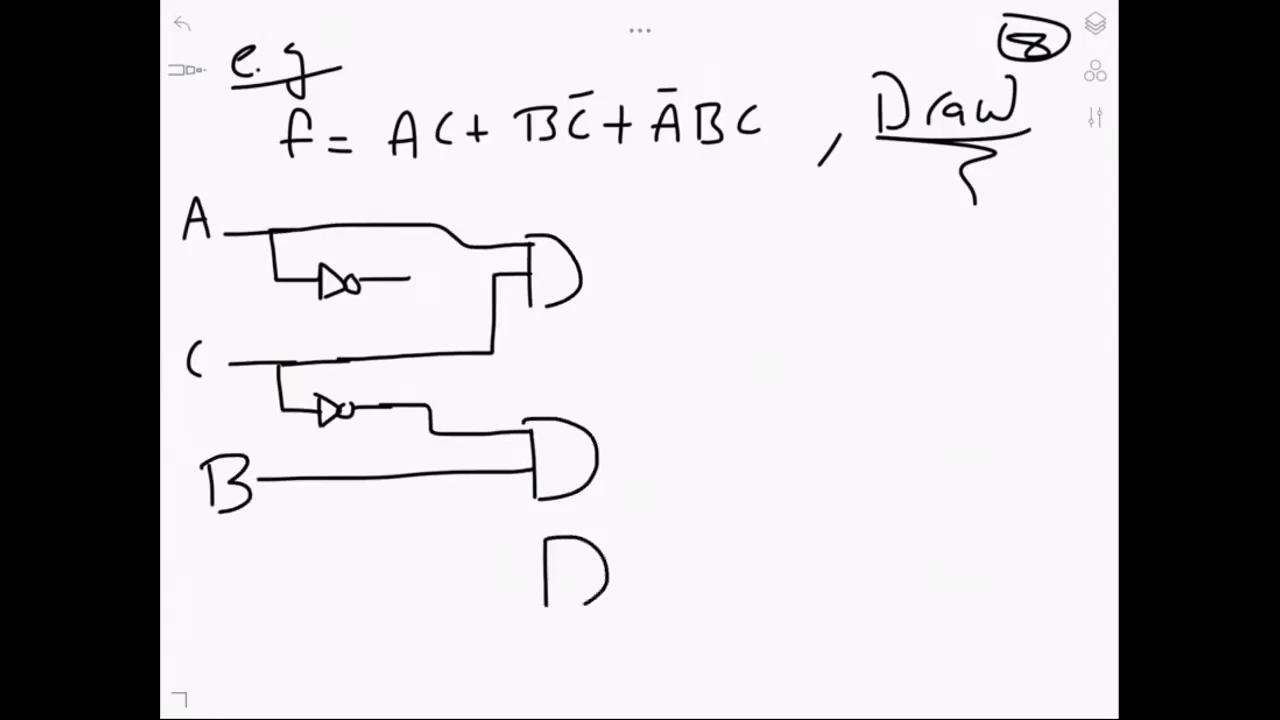 8
e.g
f = AC + BC̄ + ĀBC , Draw
A
C
B